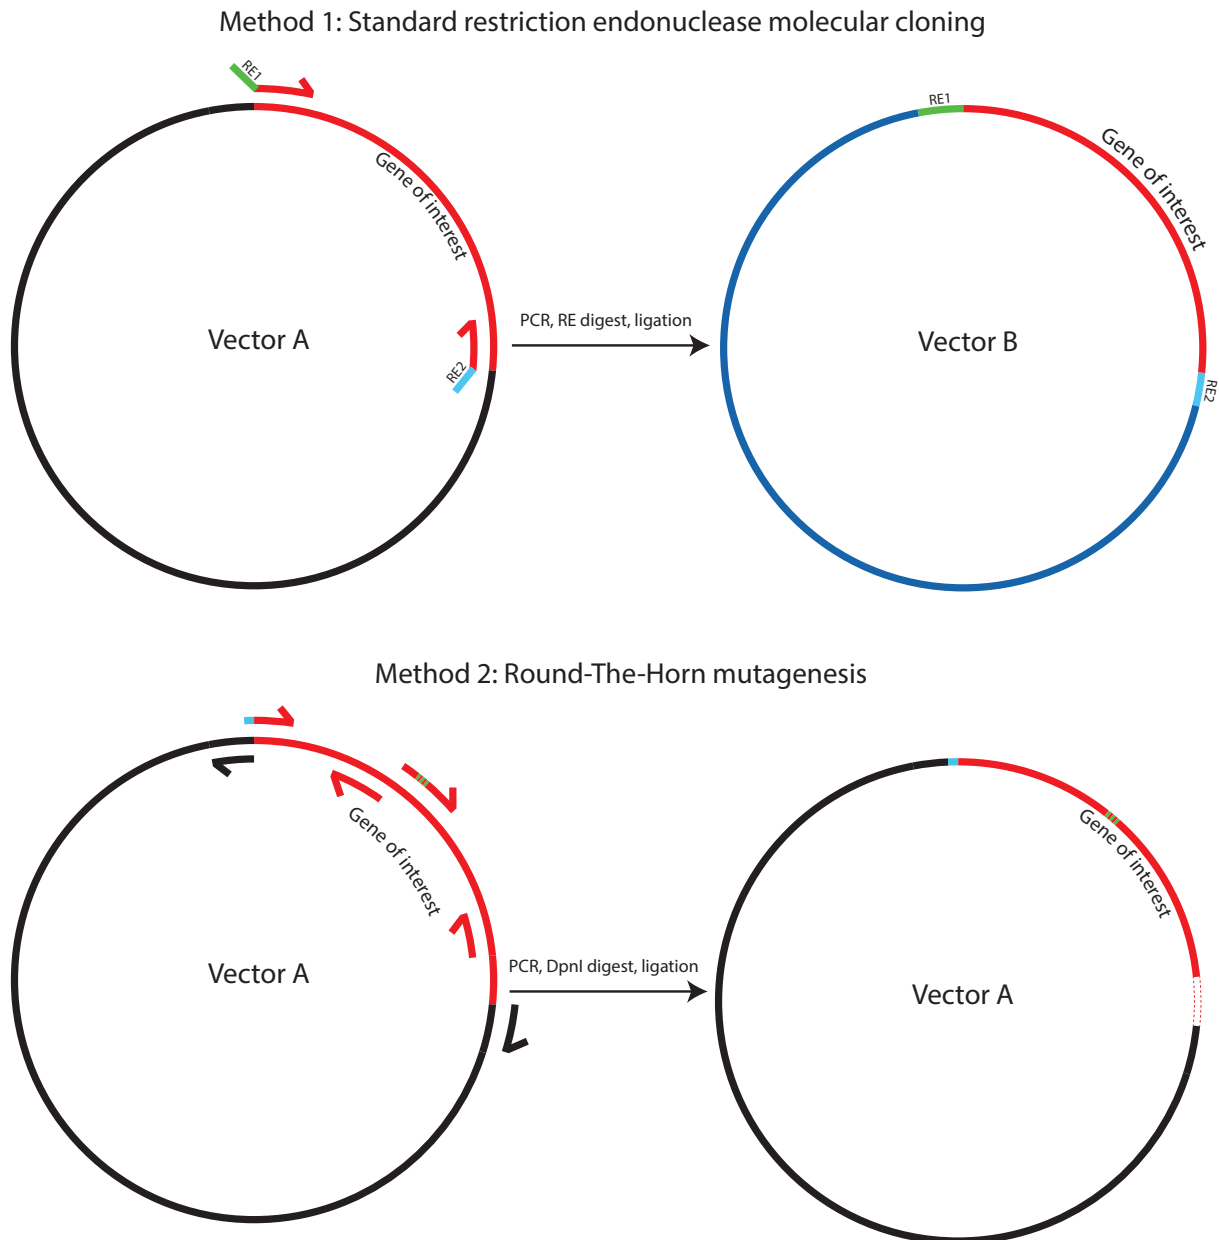 Method 1: Standard restriction endonuclease molecular cloning
RE1
Gene of interest
Vector A
RE2
PCR, RE digest, ligation
RE1
Gene of interest
Vector B
RE2
Method 2: Round-The-Horn mutagenesis
Gene of interest
Vector A
PCR, DpnI digest, ligation
Gene of interest
Vector A